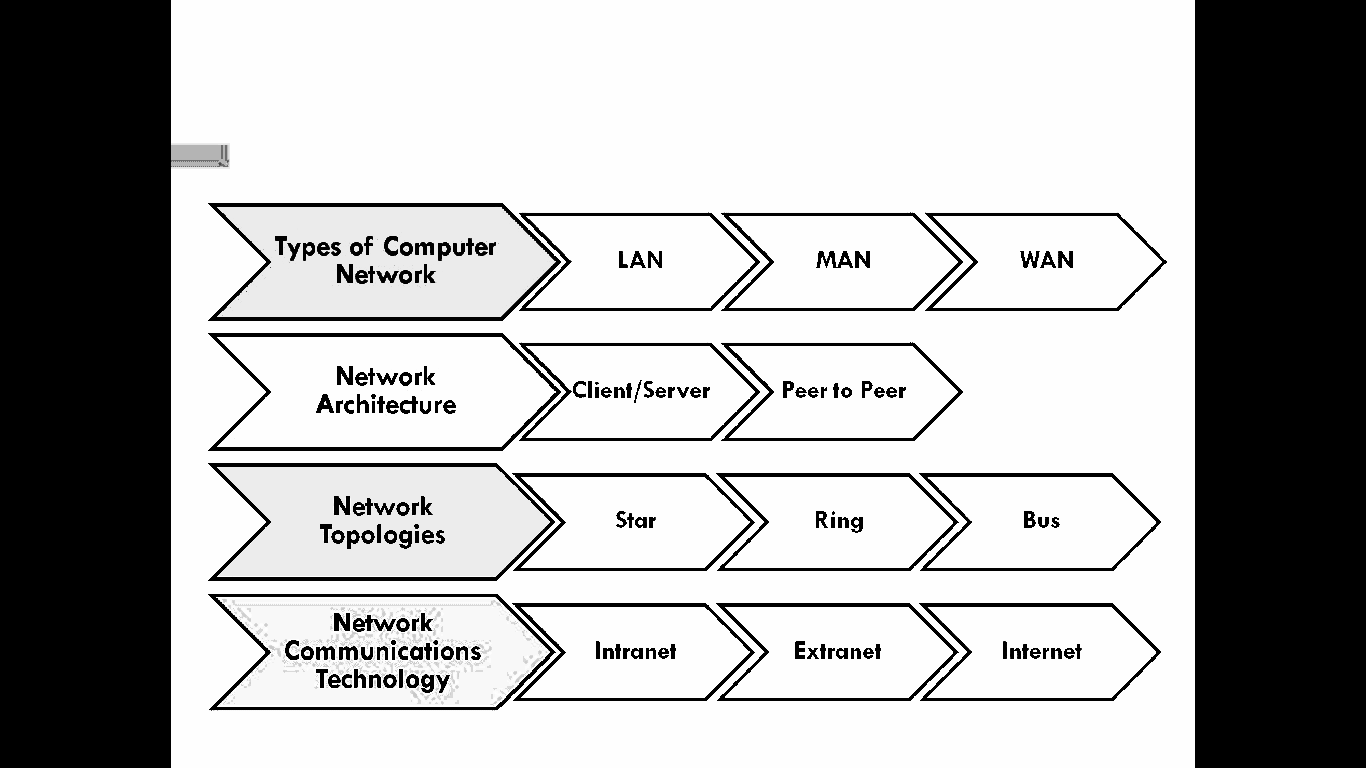 Types of Computer
Network
LAN
MAN
WAN
Network
Architecture
Client/Server
Peer to Peer
Network
Topologies
Star
Ring
Bus
Network
Communications
Technology
Intranet
Extranet
Internet